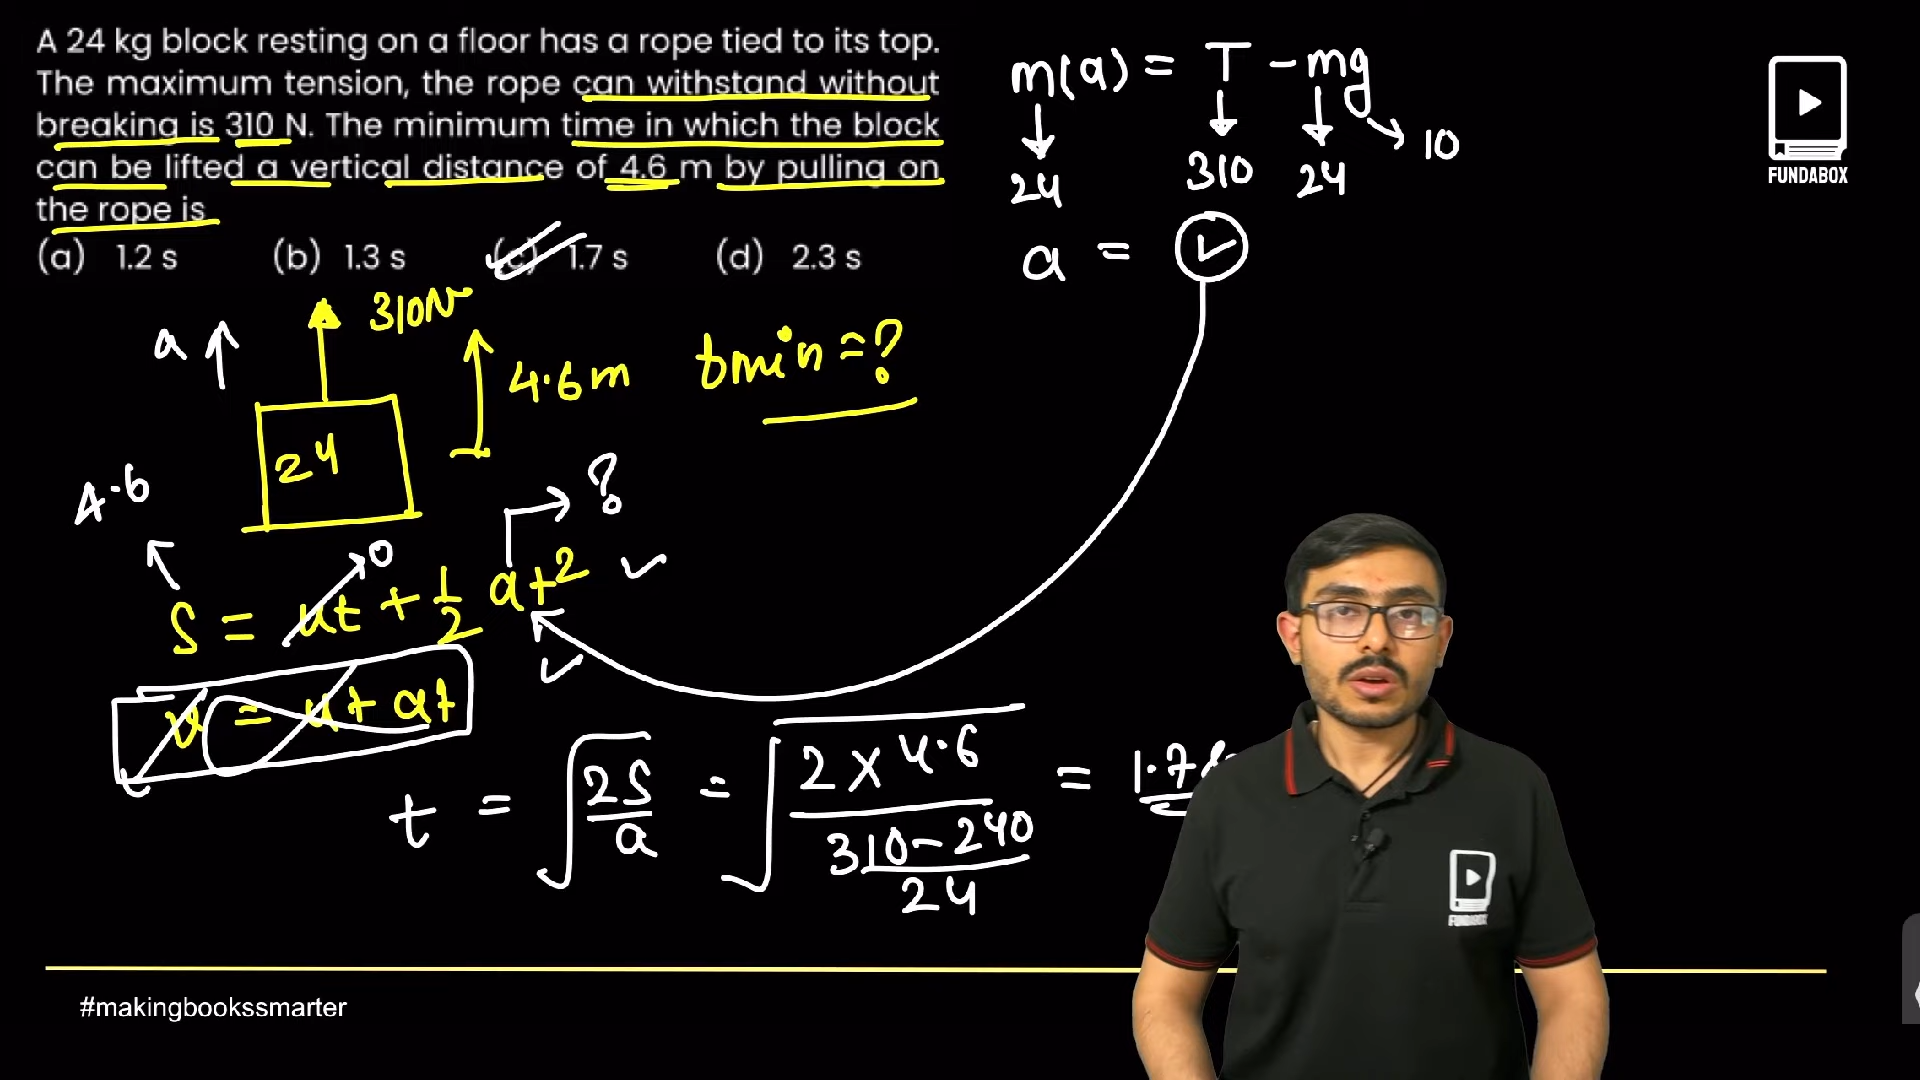 A 24 kg block resting on a floor has a rope tied to its top.
The maximum tension, the rope can withstand without
breaking is 310 N. The minimum time in which the block
can be lifted a vertical distance of 4.6 m by pulling on
the rope is
(a) 1.2 s (b) 1.3 s (c) 1.7 s (d) 2.3 s
m(a) = T - mg
24 310 24 10
a =
FUNDABOX
a 310N
4.6m tmin = ?
24
4.6
?
0
S = ut + 1/2 at²
v = u + at
t = √(2S/a) = √(2 x 4.6 / ((310-240)/24)) = 1.7
FUNDABOX
#makingbookssmarter